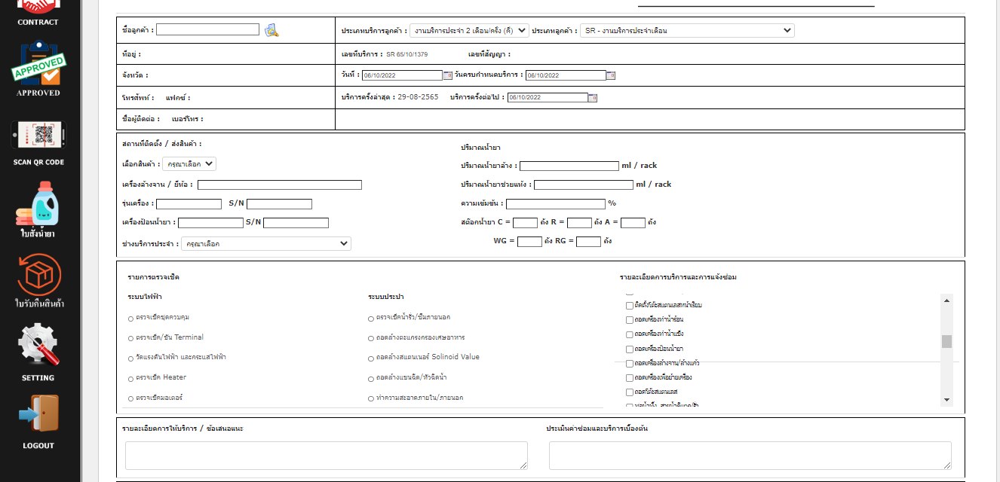 CONTRACT
APPROVED
APPROVED
SCAN QR CODE
ใบสั่งน้ำยา
ใบรับคืนสินค้า
SETTING
LOGOUT
ชื่อลูกค้า :
ประเภทบริการลูกค้า : งานบริการประจำ 2 เดือน/ครั้ง (คี่) ประเภทลูกค้า : SR - งานบริการประจำเดือน
ที่อยู่ :
เลขที่บริการ : SR 65/10/1379 เลขที่สัญญา :
จังหวัด :
วันที่ : 06/10/2022 วันครบกำหนดบริการ : 06/10/2022
โทรศัพท์ : แฟกซ์ :
บริการครั้งล่าสุด : 29-08-2565 บริการครั้งต่อไป : 06/10/2022
ชื่อผู้ติดต่อ : เบอร์โทร :
สถานที่ติดตั้ง / ส่งสินค้า :
เลือกสินค้า : กรุณาเลือก
เครื่องล้างจาน / ยี่ห้อ :
รุ่นเครื่อง : S/N
เครื่องป้อนน้ำยา : S/N
ช่างบริการประจำ : กรุณาเลือก
ปริมาณน้ำยา
ปริมาณน้ำยาล้าง : ml / rack
ปริมาณน้ำยาช่วยแห้ง : ml / rack
ความเข้มข้น : %
สต๊อกน้ำยา C = ถัง R = ถัง A = ถัง
WG = ถัง RG = ถัง
รายการตรวจเช็ค
ระบบไฟฟ้า
ตรวจเช็คชุดควบคุม
ตรวจเช็ค/ขัน Terminal
วัดแรงดันไฟฟ้า และกระแสไฟฟ้า
ตรวจเช็ค Heater
ตรวจเช็คมอเตอร์
ระบบประปา
ตรวจเช็คน้ำรั่ว/ซึมภายนอก
ถอดล้างตะแกรงครองเศษอาหาร
ถอดล้างสแตนเนอร์ Solinoid Value
ถอดล้างแขนฉีด/หัวฉีดน้ำ
ทำความสะอาดภายใน/ภายนอก
รายละเอียดการบริการและการแจ้งซ่อม
ติดตั้งโต๊ะสแตนเลสหน้าเรียบ
ถอดเครื่องทำน้ำร้อน
ถอดเครื่องทำน้ำแข็ง
ถอดเครื่องป้อนน้ำยา
ถอดเครื่องล้างจาน/ล้างแก้ว
ถอดเครื่องเพื่อย้ายเครื่อง
ถอดโต๊ะสแตนเลส
รายละเอียดการให้บริการ / ข้อเสนอแนะ
ประเมินค่าซ่อมและบริการเบื้องต้น